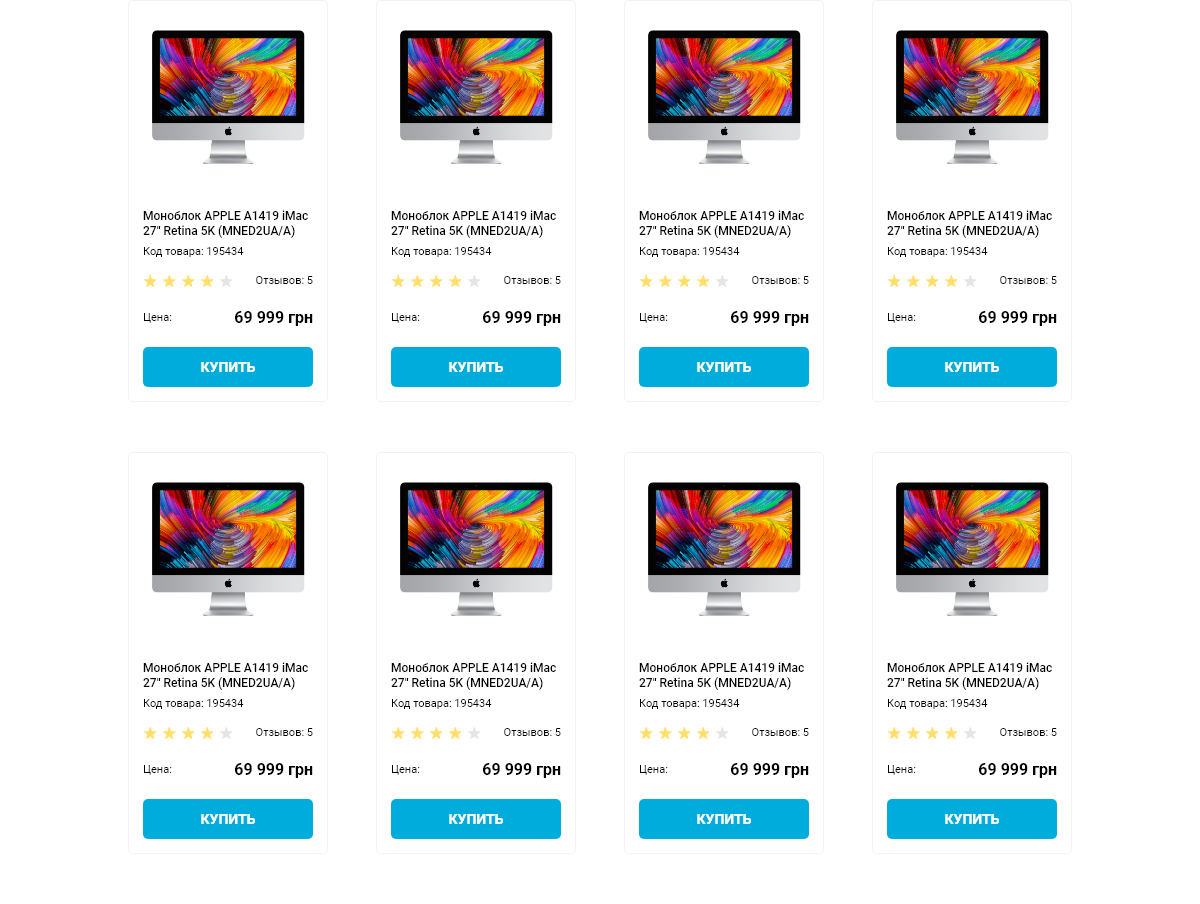 Моноблок APPLE A1419 iMac 27" Retina 5K (MNED2UA/A)
Код товара: 195434
Отзывов: 5
Цена: 69 999 грн
КУПИТЬ
Моноблок APPLE A1419 iMac 27" Retina 5K (MNED2UA/A)
Код товара: 195434
Отзывов: 5
Цена: 69 999 грн
КУПИТЬ
Моноблок APPLE A1419 iMac 27" Retina 5K (MNED2UA/A)
Код товара: 195434
Отзывов: 5
Цена: 69 999 грн
КУПИТЬ
Моноблок APPLE A1419 iMac 27" Retina 5K (MNED2UA/A)
Код товара: 195434
Отзывов: 5
Цена: 69 999 грн
КУПИТЬ
Моноблок APPLE A1419 iMac 27" Retina 5K (MNED2UA/A)
Код товара: 195434
Отзывов: 5
Цена: 69 999 грн
КУПИТЬ
Моноблок APPLE A1419 iMac 27" Retina 5K (MNED2UA/A)
Код товара: 195434
Отзывов: 5
Цена: 69 999 грн
КУПИТЬ
Моноблок APPLE A1419 iMac 27" Retina 5K (MNED2UA/A)
Код товара: 195434
Отзывов: 5
Цена: 69 999 грн
КУПИТЬ
Моноблок APPLE A1419 iMac 27" Retina 5K (MNED2UA/A)
Код товара: 195434
Отзывов: 5
Цена: 69 999 грн
КУПИТЬ